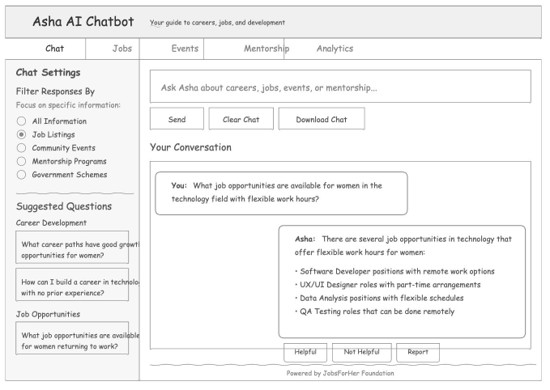 Asha AI Chatbot
Your guide to careers, jobs, and development
Chat
Jobs
Events
Mentorship
Analytics
Chat Settings
Filter Responses By
Focus on specific information:
All Information
Job Listings
Community Events
Mentorship Programs
Government Schemes
Suggested Questions
Career Development
What career paths have good growth
opportunities for women?
How can I build a career in technolo
with no prior experience?
Job Opportunities
What job opportunities are available
for women returning to work?
Ask Asha about careers, jobs, events, or mentorship...
Send
Clear Chat
Download Chat
Your Conversation
You: What job opportunities are available for women in the
technology field with flexible work hours?
Asha: There are several job opportunities in technology that
offer flexible work hours for women:
• Software Developer positions with remote work options
• UX/UI Designer roles with part-time arrangements
• Data Analysis positions with flexible schedules
• QA Testing roles that can be done remotely
Helpful
Not Helpful
Report
Powered by JobsForHer Foundation